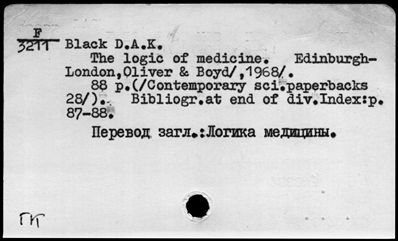 F
3211
Black D.A.K.
The logic of medicine. Edinburgh-
London,Oliver & Boyd/,1968/.
88 p.(/Contemporary sci.paperbacks
28/). Bibliogr.at end of div.Index:p.
87-88.
Перевод загл.:Логика медицины.
ГК